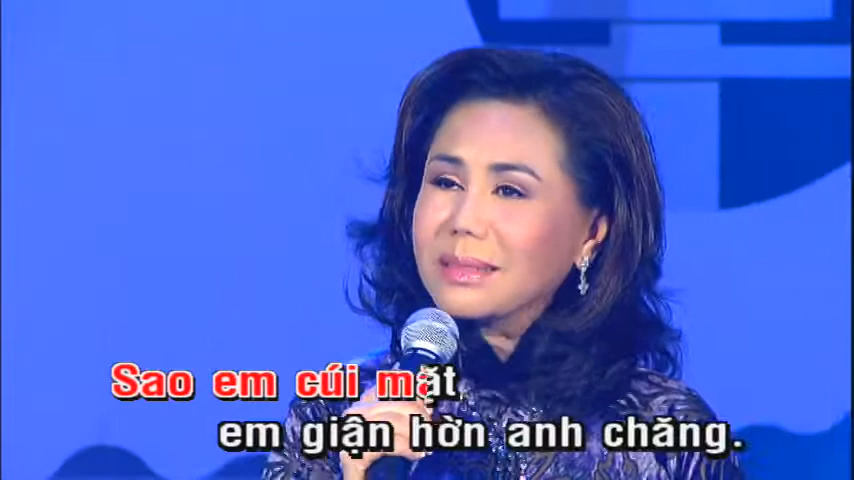 Sao em cúi mặt,
em giận hờn anh chăng.